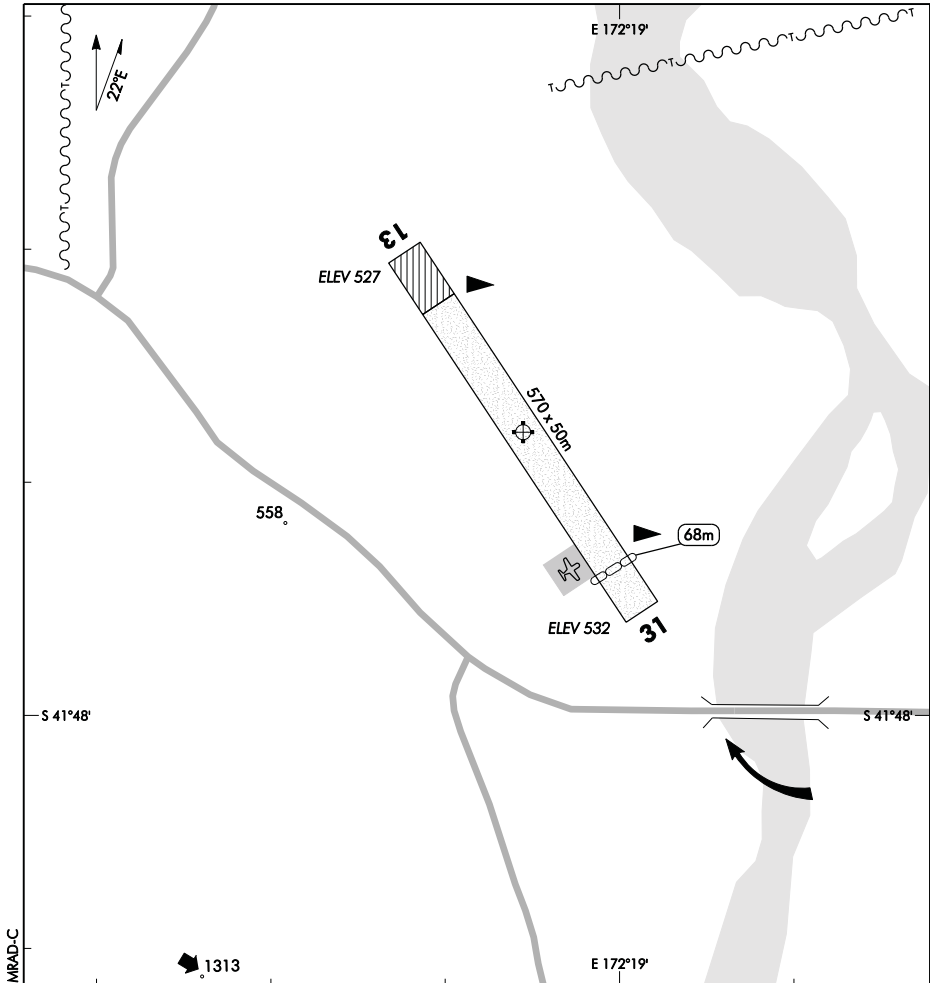 E 172°19'
T
T
T
T
T
T
22°E
13
ELEV 527
570 x 50m
558
68m
ELEV 532
31
S 41°48'
S 41°48'
MRAD-C
1313
E 172°19'